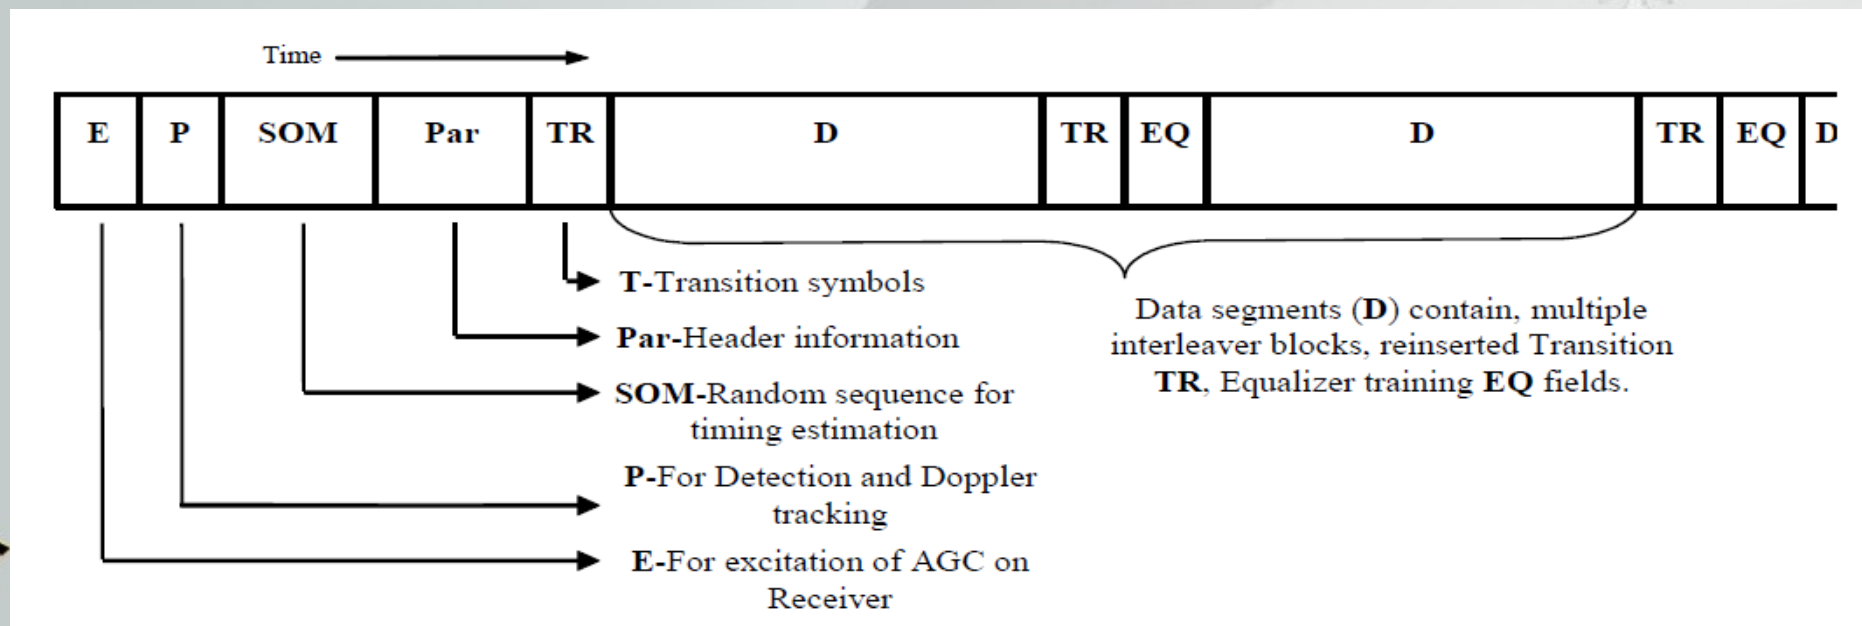 Time
E P SOM Par TR D TR EQ D TR EQ D
T-Transition symbols
Par-Header information
SOM-Random sequence for
timing estimation
P-For Detection and Doppler
tracking
E-For excitation of AGC on
Receiver
Data segments (D) contain, multiple
interleaver blocks, reinserted Transition
TR, Equalizer training EQ fields.